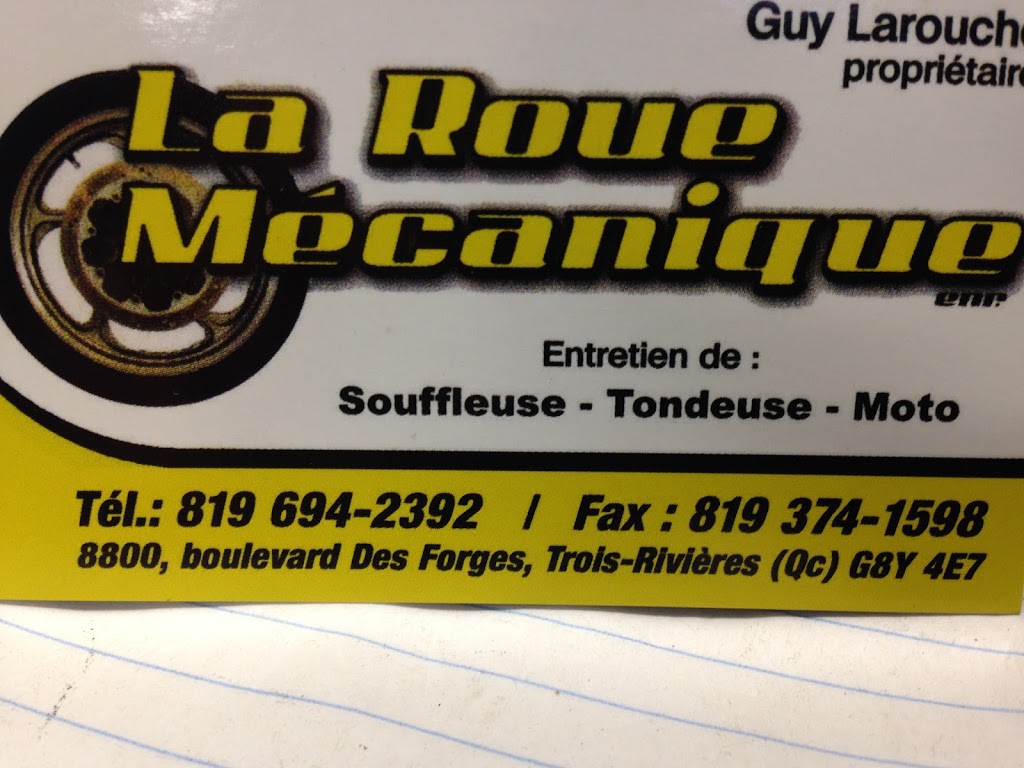 Guy Larouche
propriétaire
La Roue
Mécanique
enr.
Entretien de :
Souffleuse - Tondeuse - Moto
Tél.: 819 694-2392 / Fax : 819 374-1598
8800, boulevard Des Forges, Trois-Rivières (Qc) G8Y 4E7